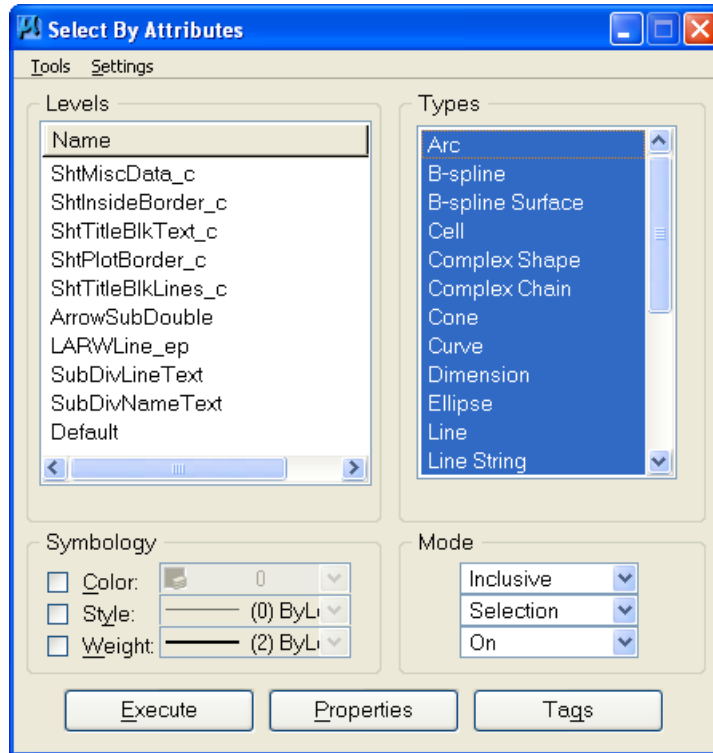 Select By Attributes
Tools Settings
Levels
Name
ShtMiscData_c
ShtInsideBorder_c
ShtTitleBlkText_c
ShtPlotBorder_c
ShtTitleBlkLines_c
ArrowSubDouble
LARWLine_ep
SubDivLineText
SubDivNameText
Default
Types
Arc
B-spline
B-spline Surface
Cell
Complex Shape
Complex Chain
Cone
Curve
Dimension
Ellipse
Line
Line String
Symbology
Color: 0
Style: (0) ByL
Weight: (2) ByL
Mode
Inclusive
Selection
On
Execute Properties Tags